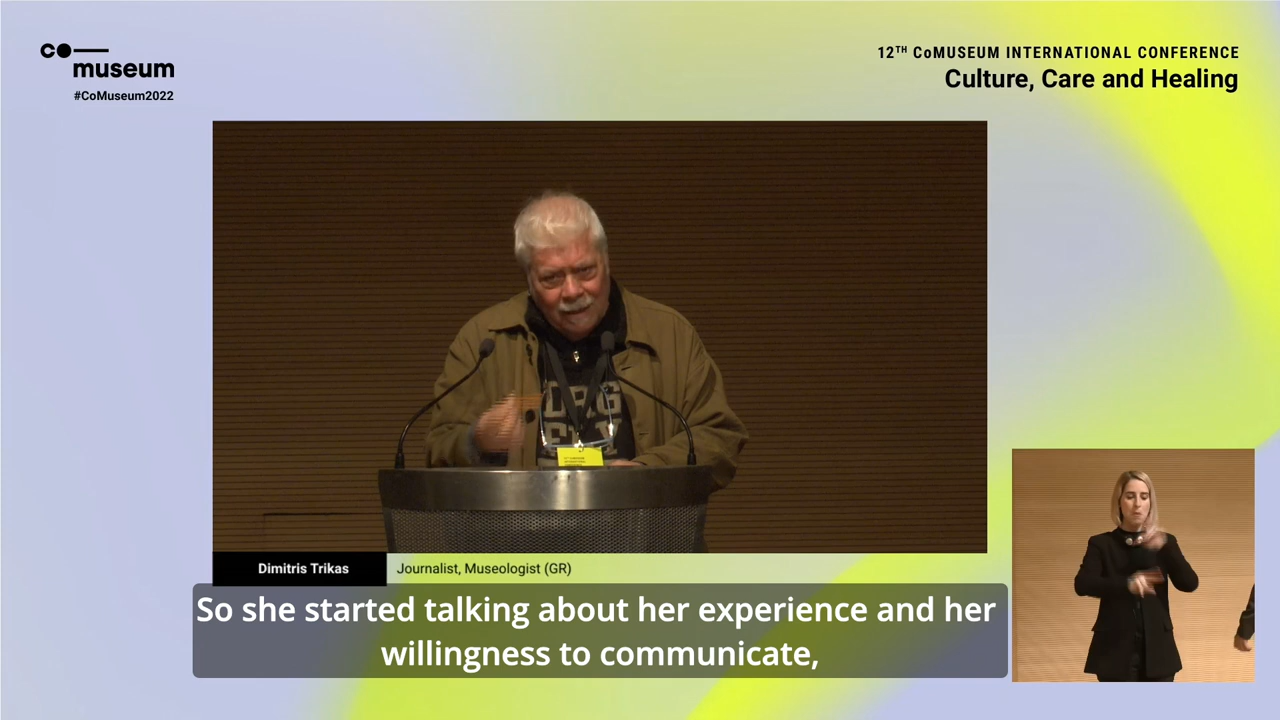 co
museum
#CoMuseum2022
12TH CoMUSEUM INTERNATIONAL CONFERENCE
Culture, Care and Healing
Dimitris Trikas
Journalist, Museologist (GR)
So she started talking about her experience and her
willingness to communicate,